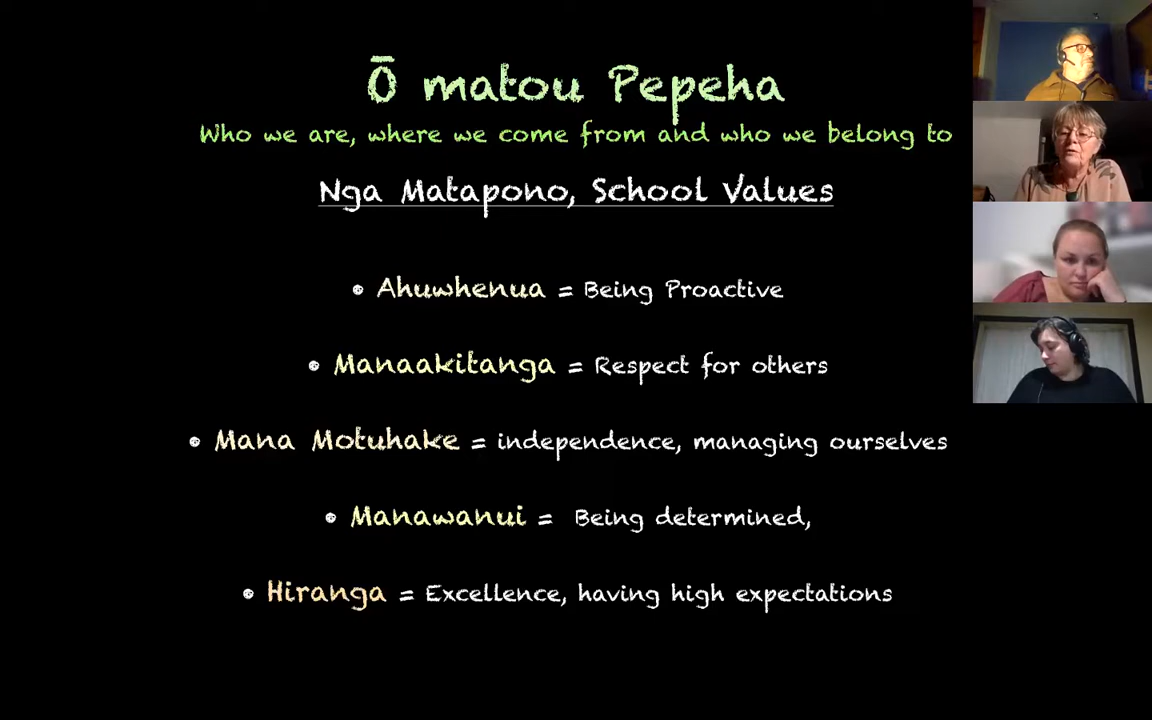 Ō matou Pepeha
Who we are, where we come from and who we belong to
Nga Matapono, School Values
• Ahuwhenua = Being Proactive
• Manaakitanga = Respect for others
• Mana Motuhake = independence, managing ourselves
• Manawanui = Being determined,
• Hiranga = Excellence, having high expectations